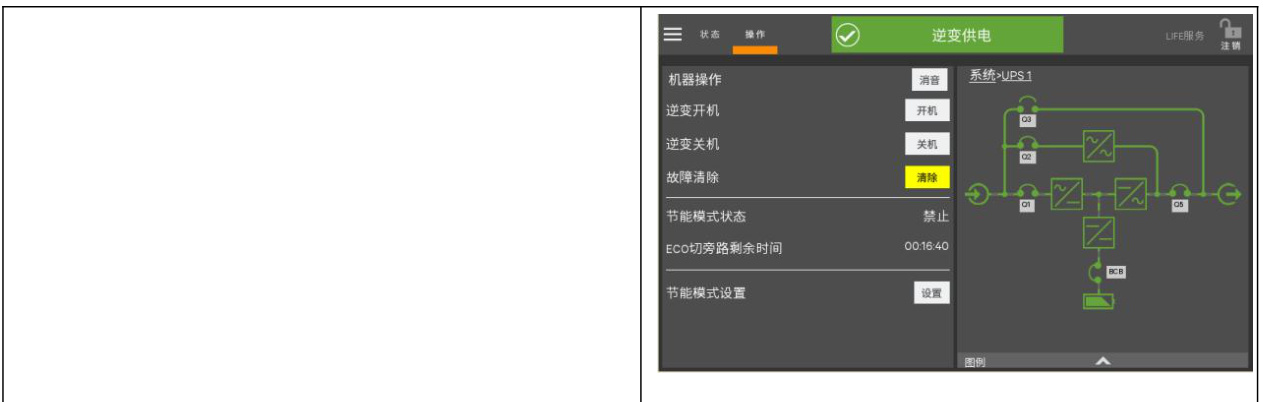 状态 操作 逆变供电 LIFE服务 注销
机器操作 消音
逆变开机 开机
逆变关机 关机
故障清除 清除
节能模式状态 禁止
ECO切旁路剩余时间 00:16:40
节能模式设置 设置
系统>UPS1
Q3
Q2
Q1 Q5
BCB
图例